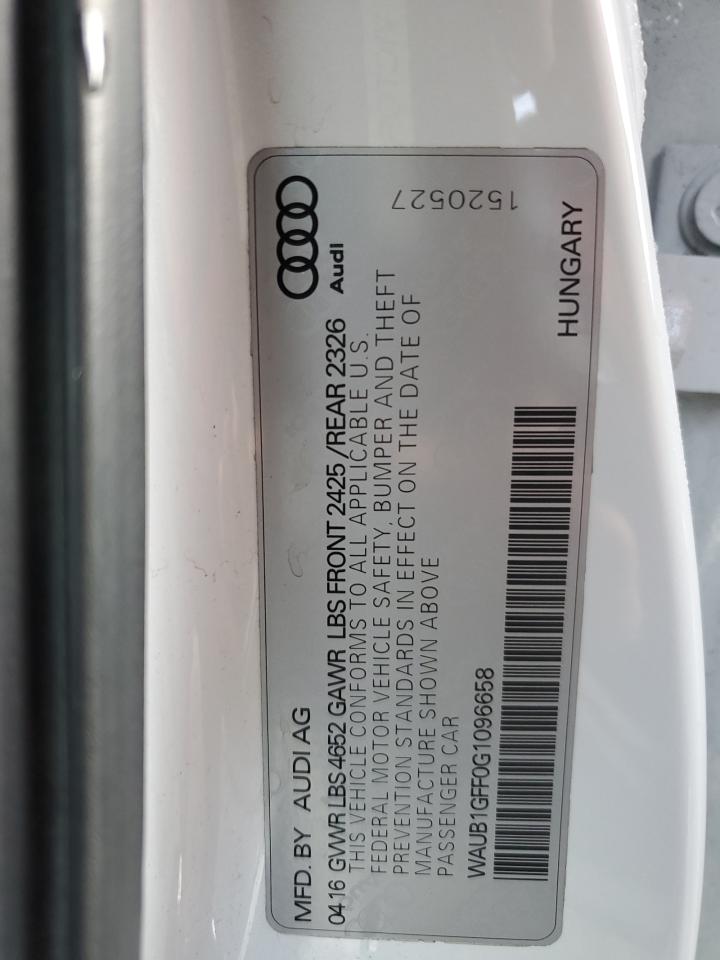 MFD. BY AUDI AG
Audi
04 16 GVWR LBS 4652 GAWR LBS FRONT 2425 /REAR 2326
THIS VEHICLE CONFORMS TO ALL APPLICABLE U.S.
FEDERAL MOTOR VEHICLE SAFETY, BUMPER AND THEFT
PREVENTION STANDARDS IN EFFECT ON THE DATE OF
MANUFACTURE SHOWN ABOVE
PASSENGER CAR
WAUB1GFF0G1096658
HUNGARY
1520527